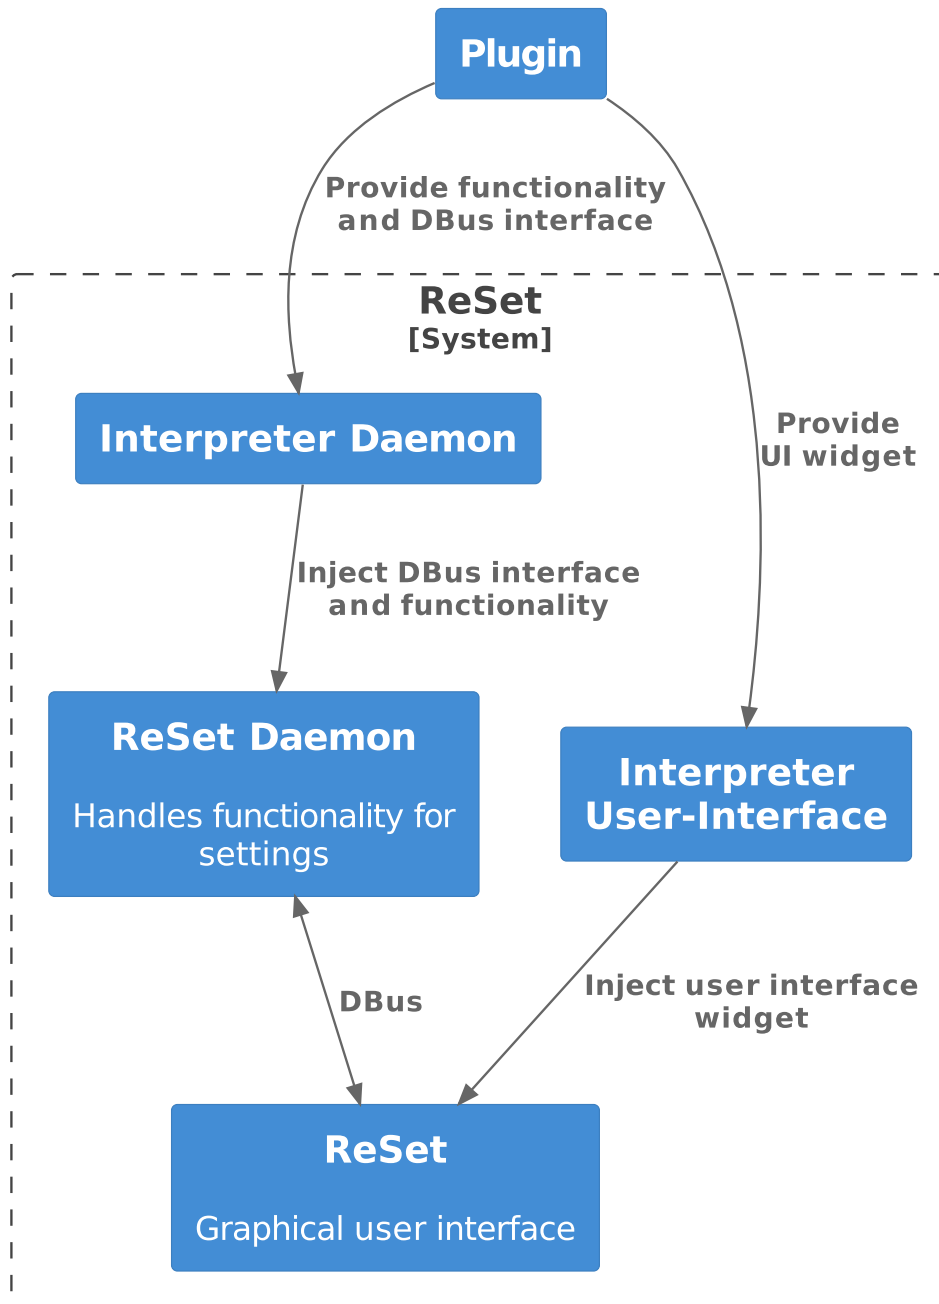 Plugin
Provide functionality
and DBus interface
ReSet
[System]
Interpreter Daemon
Provide
UI widget
Inject DBus interface
and functionality
ReSet Daemon
Handles functionality for
settings
Interpreter
User-Interface
DBus
Inject user interface
widget
ReSet
Graphical user interface